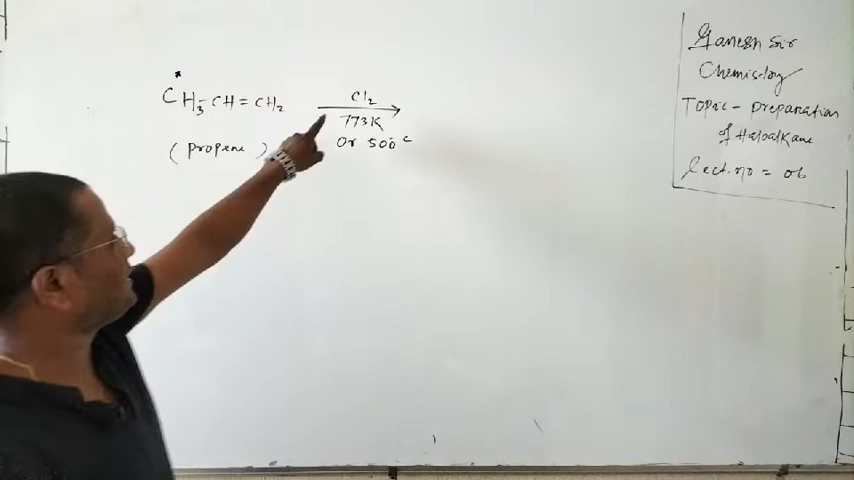 *
CH3-CH=CH2
Cl2
773K
(propene)
Or 500°C
Ganesh Sir
Chemistry
Topic - preparation
of Haloalkane
lect. no = 06